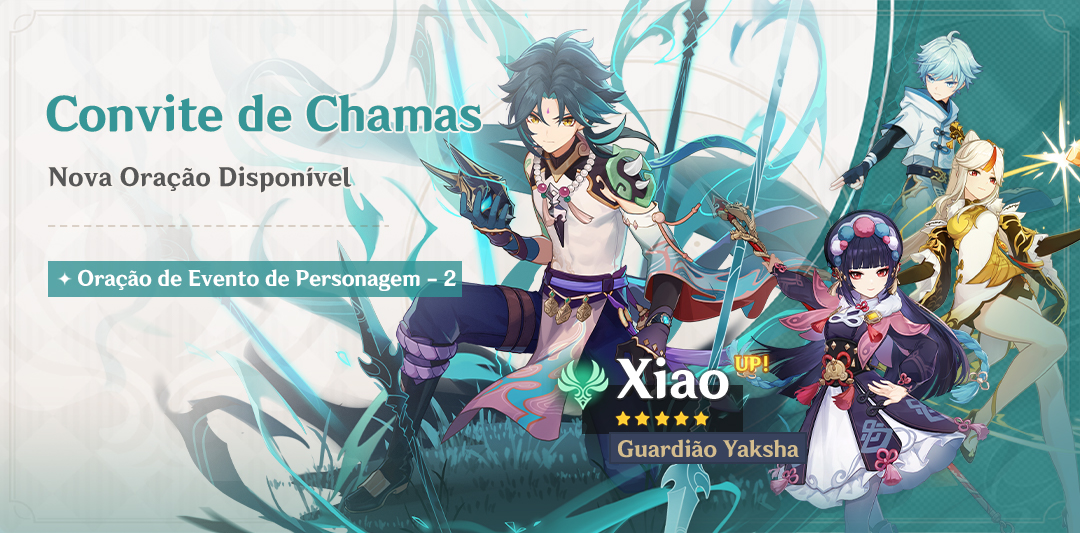 Convite de Chamas
Nova Oração Disponível
✦ Oração de Evento de Personagem - 2
Xiao UP!
Guardião Yaksha